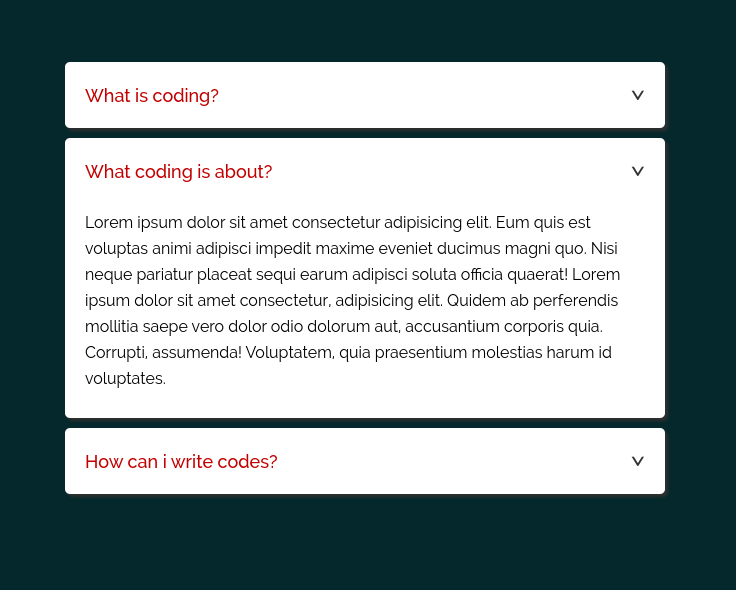 What is coding?
What coding is about?
Lorem ipsum dolor sit amet consectetur adipisicing elit. Eum quis est
voluptas animi adipisci impedit maxime eveniet ducimus magni quo. Nisi
neque pariatur placeat sequi earum adipisci soluta officia quaerat! Lorem
ipsum dolor sit amet consectetur, adipisicing elit. Quidem ab perferendis
mollitia saepe vero dolor odio dolorum aut, accusantium corporis quia.
Corrupti, assumenda! Voluptatem, quia praesentium molestias harum id
voluptates.
How can i write codes?